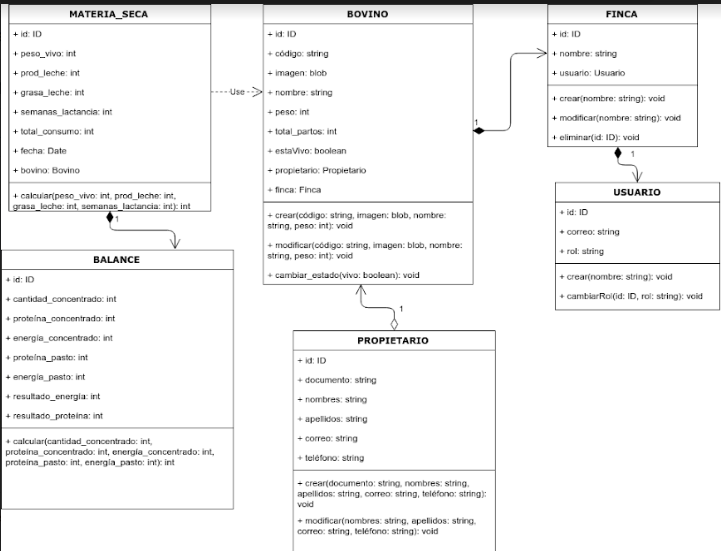 MATERIA_SECA
+ id: ID
+ peso_vivo: int
+ prod_leche: int
+ grasa_leche: int
+ semanas_lactancia: int
+ total_consumo: int
+ fecha: Date
+ bovino: Bovino
+ calcular(peso_vivo: int, prod_leche: int,
grasa_leche: int, semanas_lactancia: int): int
1
Use
BOVINO
+ id: ID
+ código: string
+ imagen: blob
+ nombre: string
+ peso: int
+ total_partos: int
+ estaVivo: boolean
+ propietario: Propietario
+ finca: Finca
+ crear(código: string, imagen: blob, nombre:
string, peso: int): void
+ modificar(código: string, imagen: blob, nombre:
string, peso: int): void
+ cambiar_estado(vivo: boolean): void
1
FINCA
+ id: ID
+ nombre: string
+ usuario: Usuario
+ crear(nombre: string): void
+ modificar(nombre: string): void
+ eliminar(id: ID): void
1
USUARIO
+ id: ID
+ correo: string
+ rol: string
+ crear(nombre: string): void
+ cambiarRol(id: ID, rol: string): void
BALANCE
+ id: ID
+ cantidad_concentrado: int
+ proteína_concentrado: int
+ energía_concentrado: int
+ proteína_pasto: int
+ energía_pasto: int
+ resultado_energía: int
+ resultado_proteína: int
+ calcular(cantidad_concentrado: int,
proteína_concentrado: int, energía_concentrado: int,
proteína_pasto: int, energía_pasto: int): int
1
PROPIETARIO
+ id: ID
+ documento: string
+ nombres: string
+ apellidos: string
+ correo: string
+ teléfono: string
+ crear(documento: string, nombres: string,
apellidos: string, correo: string, teléfono: string):
void
+ modificar(nombres: string, apellidos: string,
correo: string, teléfono: string): void